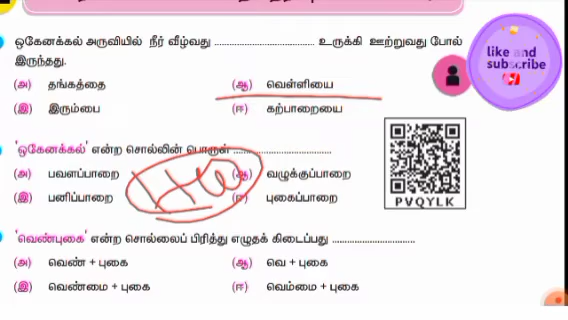 ஒகேனக்கல் அருவியில் நீர் வீழ்வது .................................... உருக்கி ஊற்றுவது போல்
இருந்தது.
(அ) தங்கத்தை (ஆ) வெள்ளியை
(இ) இரும்பை (ஈ) கற்பாறையை
like and
subscribe
'ஒகேனக்கல்' என்ற சொல்லின் பொருள் ....................................
(அ) பவளப்பாறை (ஆ) வழுக்குப்பாறை
(இ) பனிப்பாறை (ஈ) புகைப்பாறை
HW
PVQYLK
'வெண்புகை' என்ற சொல்லைப் பிரித்து எழுதக் கிடைப்பது ..............................
(அ) வெண் + புகை (ஆ) வெ + புகை
(இ) வெண்மை + புகை (ஈ) வெம்மை + புகை